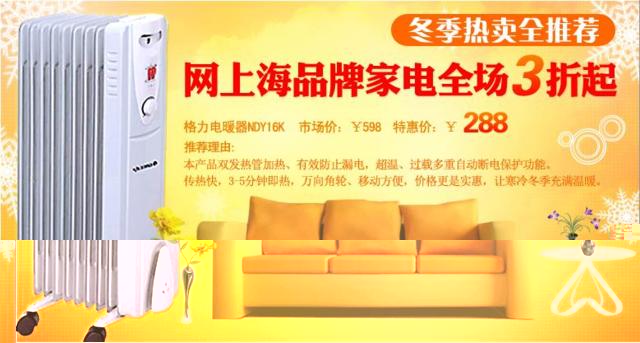 冬季热卖全推荐
网上海品牌家电全场3折起
格力电暖器NDY16K 市场价：￥598 特惠价：￥ 288
推荐理由：
本产品双发热管加热、有效防止漏电，超温、过载多重自动断电保护功能。
传热快，3-5分钟即热，万向角轮、移动方便，价格更是实惠，让寒冷冬季充满温暖。